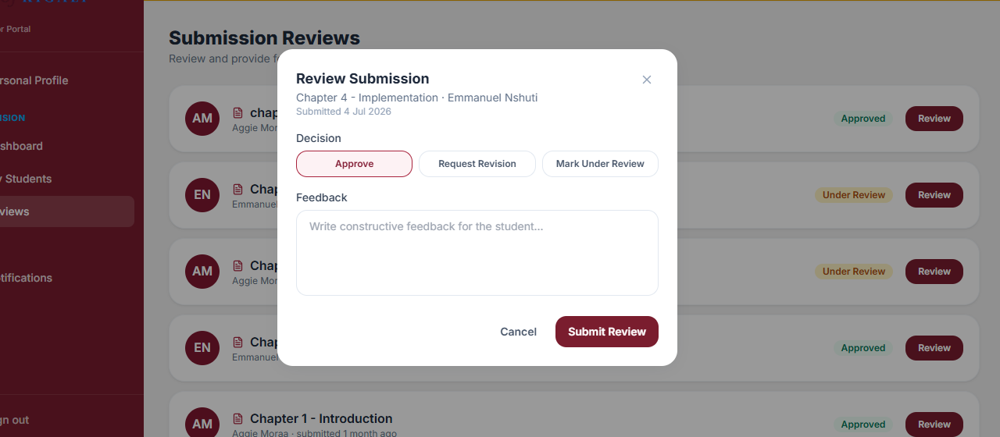 or Portal
rsonal Profile
ISION
shboard
y Students
views
tifications
gn out
Submission Reviews
Review and provide f
AM
chap
Aggie Mor
Approved
Review
EN
Chap
Emmanuel
Under Review
Review
AM
Chap
Aggie Mor
Under Review
Review
EN
Chap
Emmanuel
Approved
Review
AM
Chapter 1 - Introduction
Aggie Moraa · submitted 1 month ago
Approved
Review
Review Submission
Chapter 4 - Implementation · Emmanuel Nshuti
Submitted 4 Jul 2026
Decision
Approve
Request Revision
Mark Under Review
Feedback
Write constructive feedback for the student...
Cancel
Submit Review